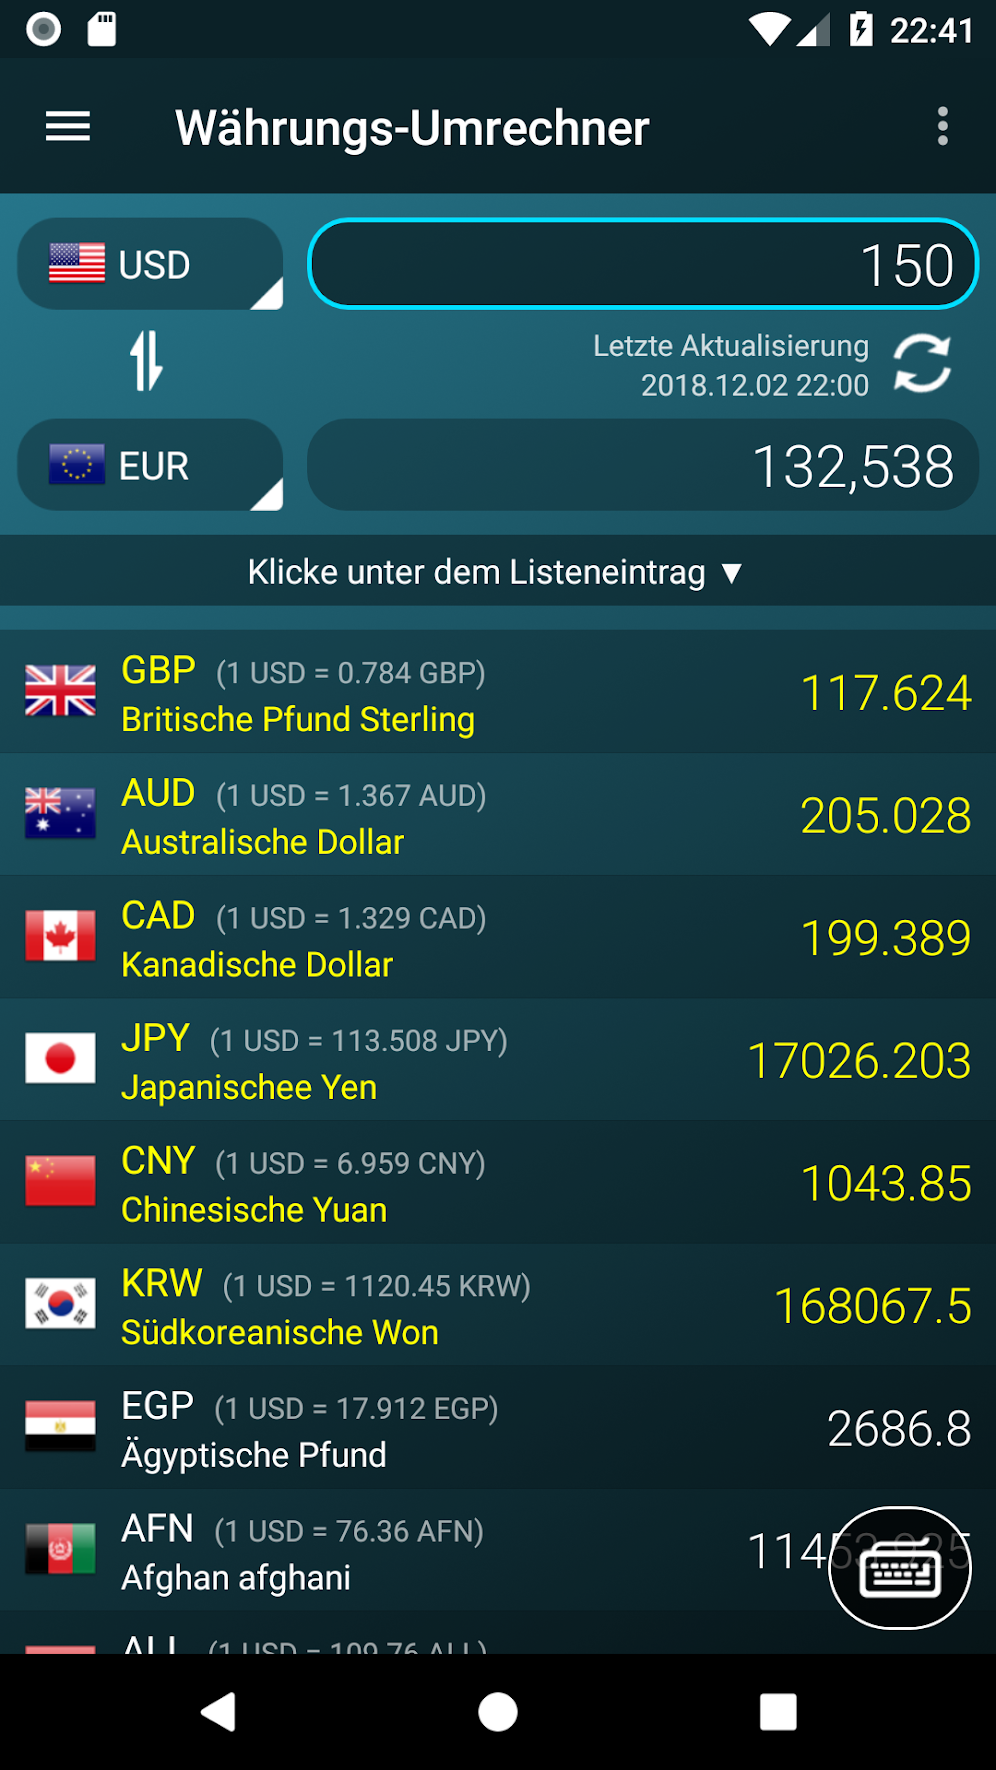 22:41
Währungs-Umrechner
USD
150
Letzte Aktualisierung
2018.12.02 22:00
EUR
132,538
Klicke unter dem Listeneintrag ▼
GBP (1 USD = 0.784 GBP)
Britische Pfund Sterling
117.624
AUD (1 USD = 1.367 AUD)
Australische Dollar
205.028
CAD (1 USD = 1.329 CAD)
Kanadische Dollar
199.389
JPY (1 USD = 113.508 JPY)
Japanischee Yen
17026.203
CNY (1 USD = 6.959 CNY)
Chinesische Yuan
1043.85
KRW (1 USD = 1120.45 KRW)
Südkoreanische Won
168067.5
EGP (1 USD = 17.912 EGP)
Ägyptische Pfund
2686.8
AFN (1 USD = 76.36 AFN)
Afghan afghani
ALL (1 USD = 109.76 ALL)